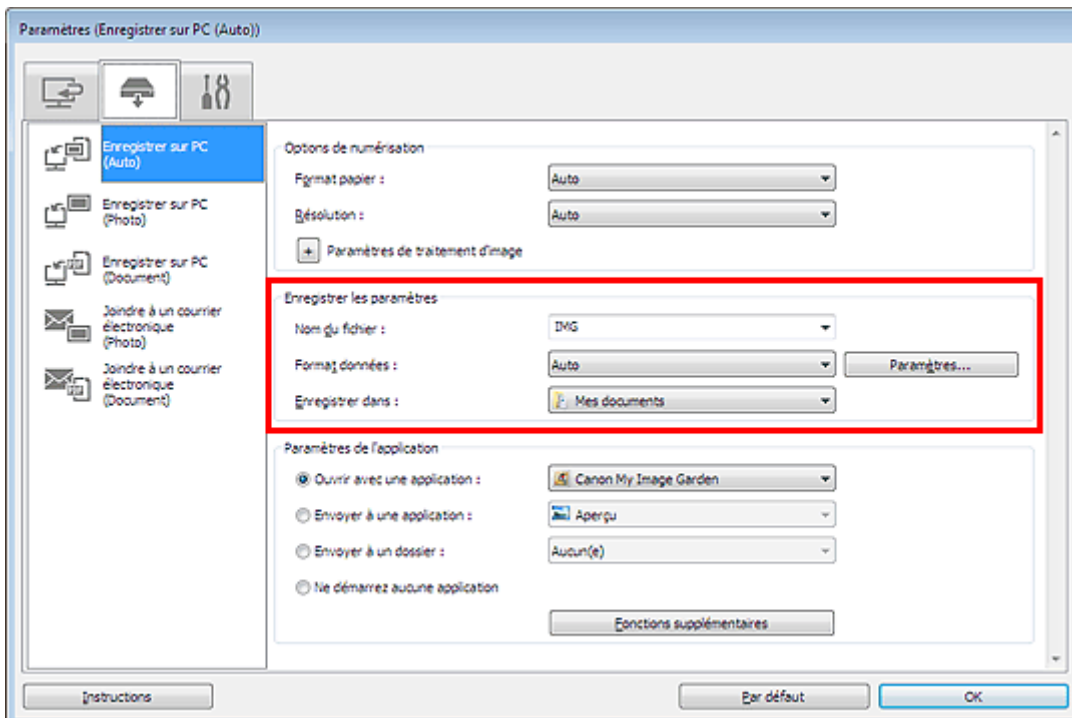 Paramètres (Enregistrer sur PC (Auto))
Enregistrer sur PC
(Auto)
Enregistrer sur PC
(Photo)
Enregistrer sur PC
(Document)
Joindre à un courrier
électronique
(Photo)
Joindre à un courrier
électronique
(Document)
Options de numérisation
Format papier : Auto
Résolution : Auto
+ Paramètres de traitement d'image
Enregistrer les paramètres
Nom du fichier : IMG
Format données : Auto Paramètres...
Enregistrer dans : Mes documents
Paramètres de l'application
Ouvrir avec une application : Canon My Image Garden
Envoyer à une application : Aperçu
Envoyer à un dossier : Aucun(e)
Ne démarrez aucune application
Fonctions supplémentaires
Instructions Par défaut OK